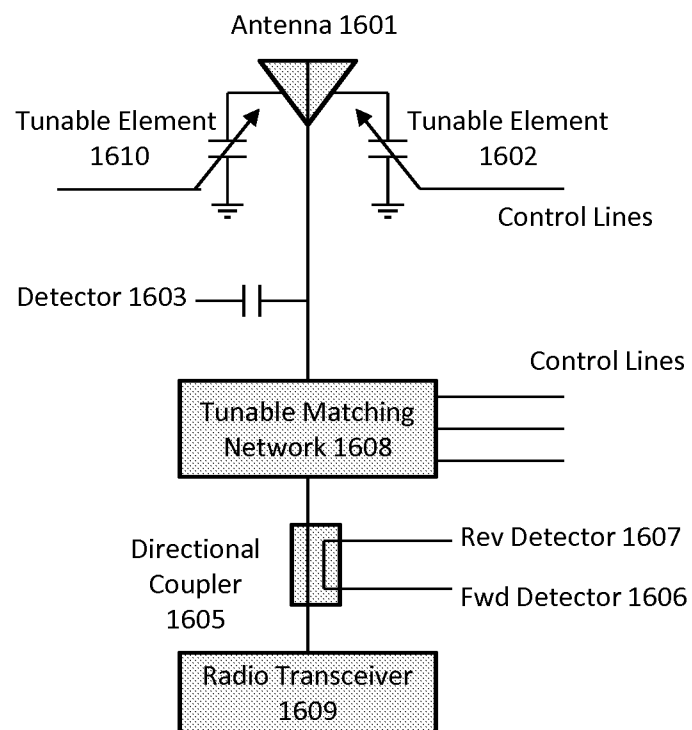 Antenna 1601
Tunable Element
1610
Tunable Element
1602
Control Lines
Detector 1603
Control Lines
Tunable Matching
Network 1608
Directional
Coupler
1605
Rev Detector 1607
Fwd Detector 1606
Radio Transceiver
1609